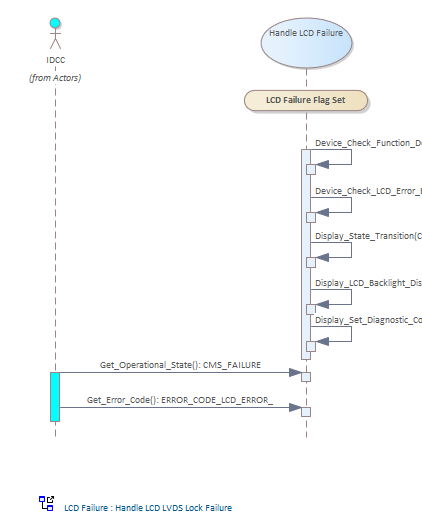 Handle LCD Failure
IDCC
(from Actors)
LCD Failure Flag Set
Device_Check_Function_D
Device_Check_LCD_Error_
Display_State_Transition(C
Display_LCD_Backlight_Dis
Display_Set_Diagnostic_Co
Get_Operational_State(): CMS_FAILURE
Get_Error_Code(): ERROR_CODE_LCD_ERROR_
LCD Failure : Handle LCD LVDS Lock Failure